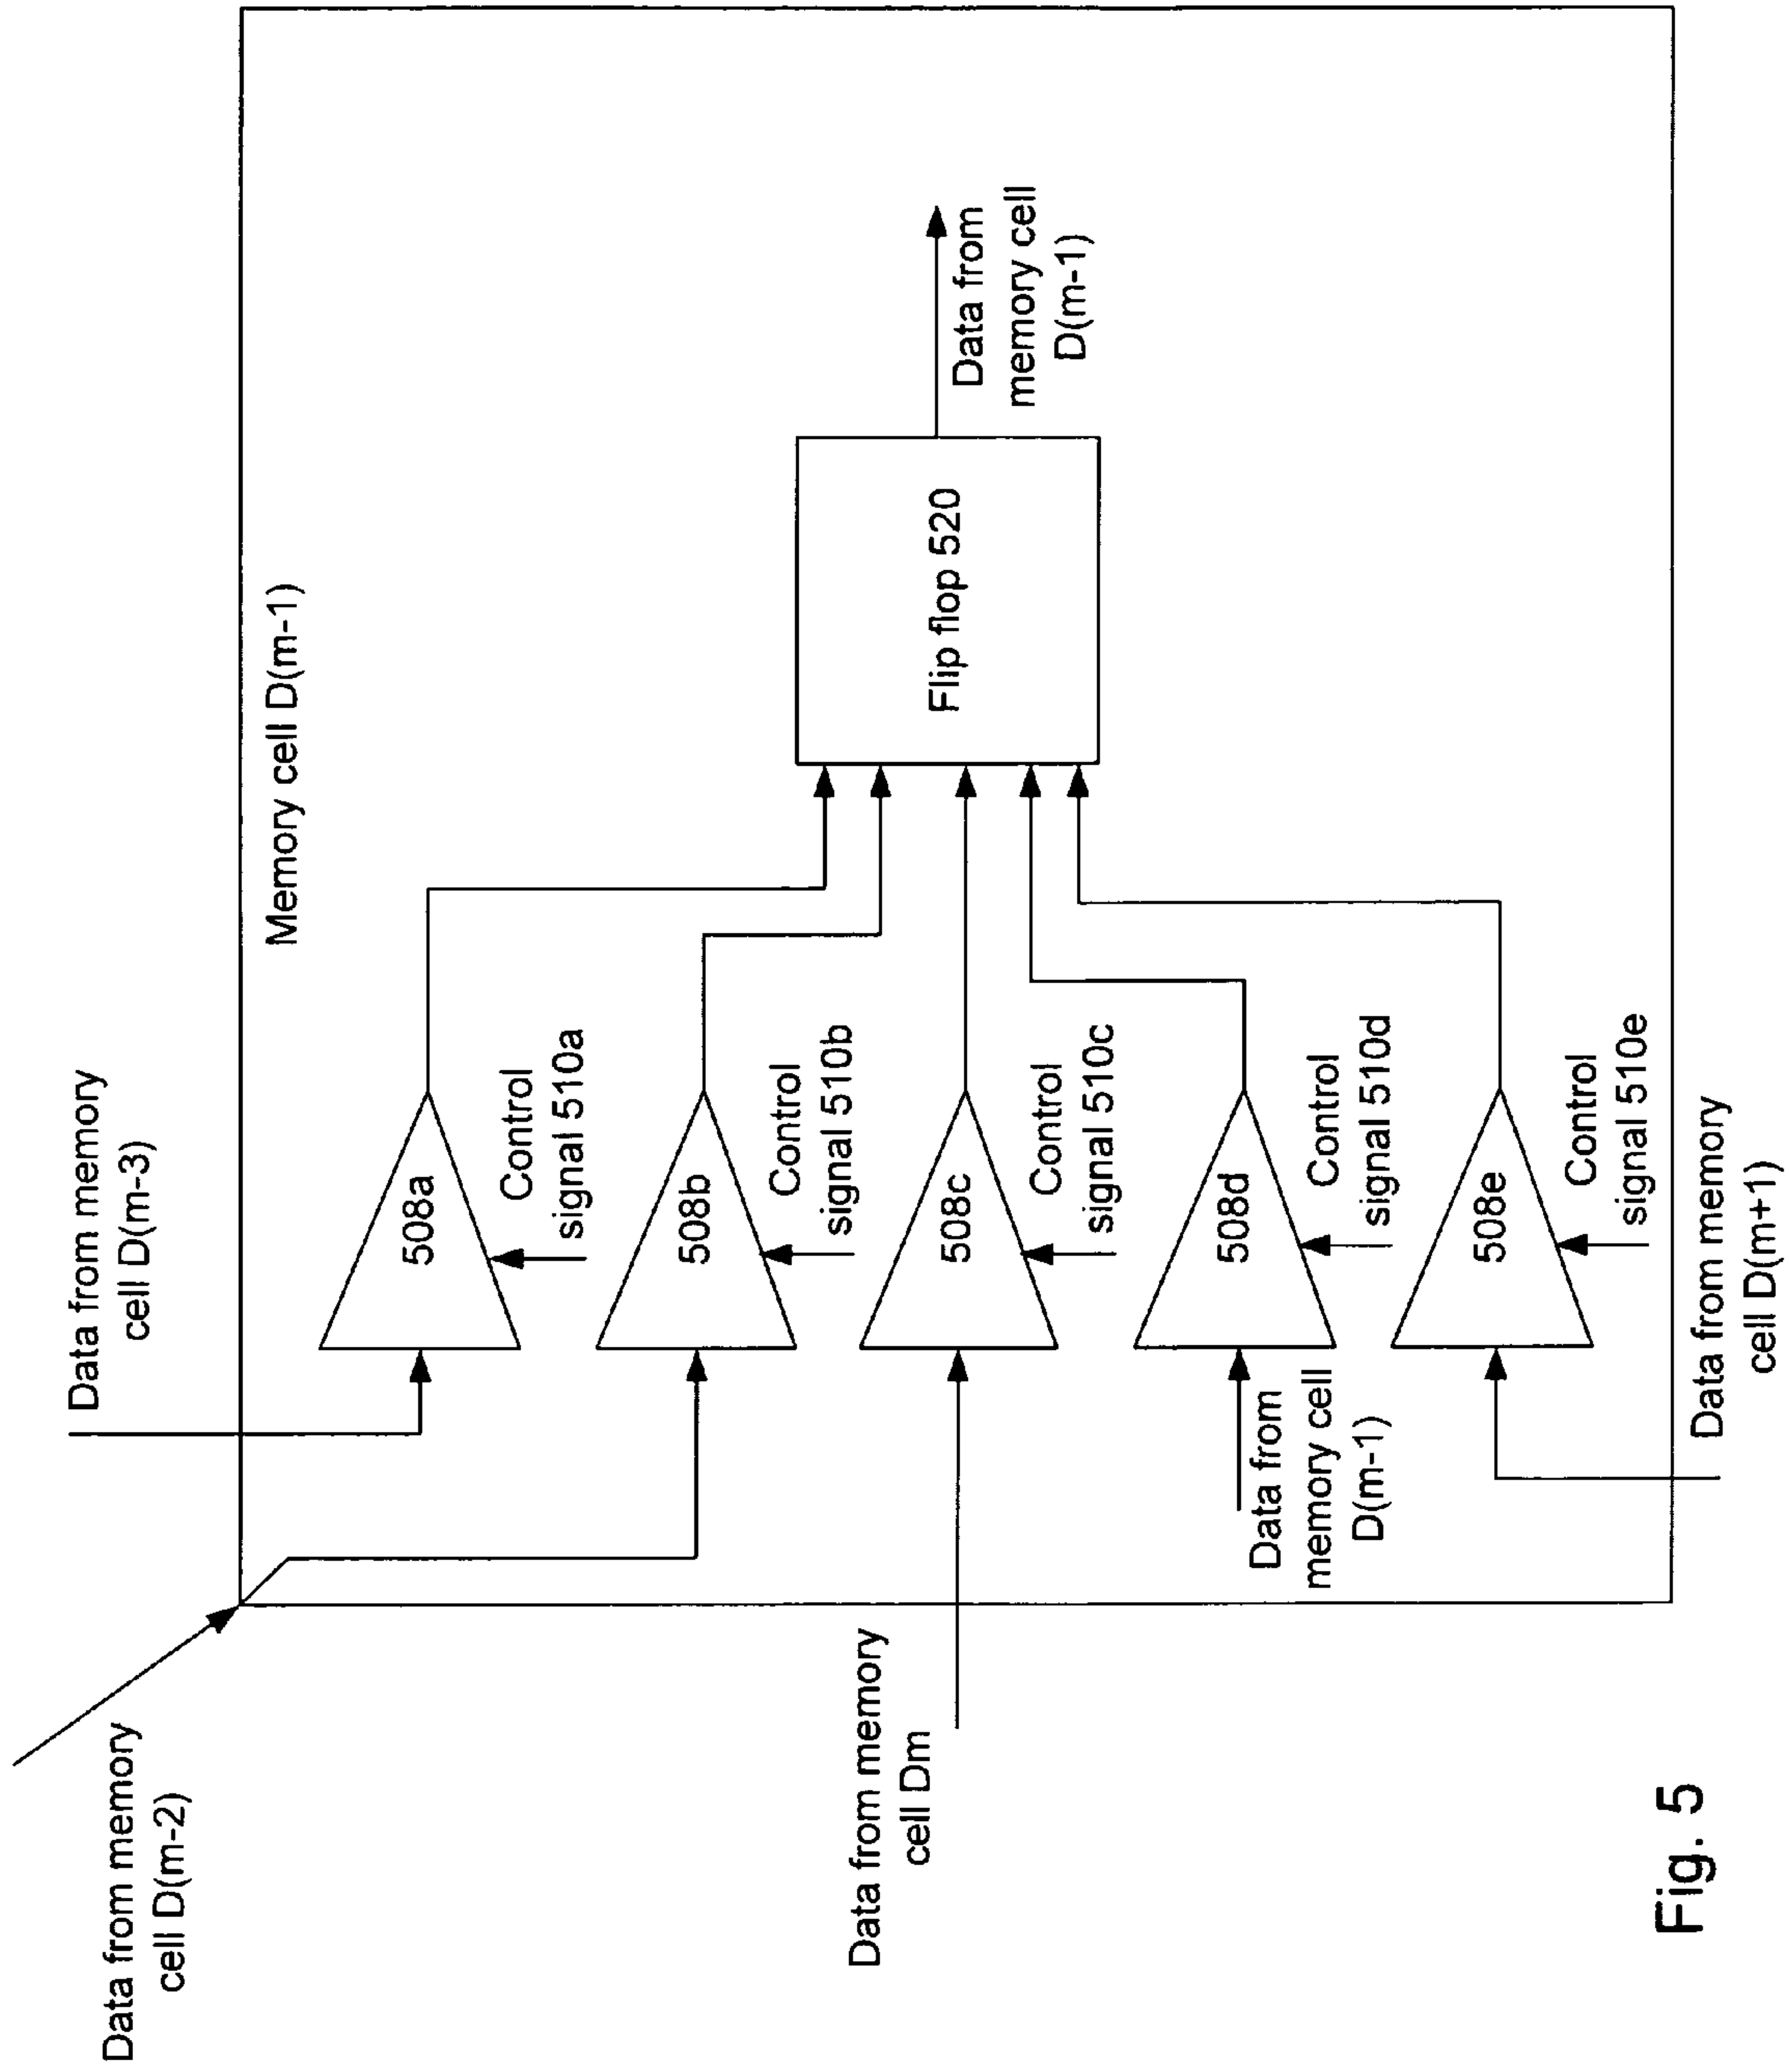 Data from memory
cell D(m-2)
Data from memory
cell D(m-3)
Memory cell D(m-1)
508a
Control
signal 510a
508b
Control
signal 510b
Data from memory
cell Dm
508c
Control
signal 510c
Flip flop 520
Data from
memory cell
D(m-1)
Data from
memory cell
D(m-1)
508d
Control
signal 510d
508e
Control
signal 510e
Data from memory
cell D(m+1)
Fig. 5